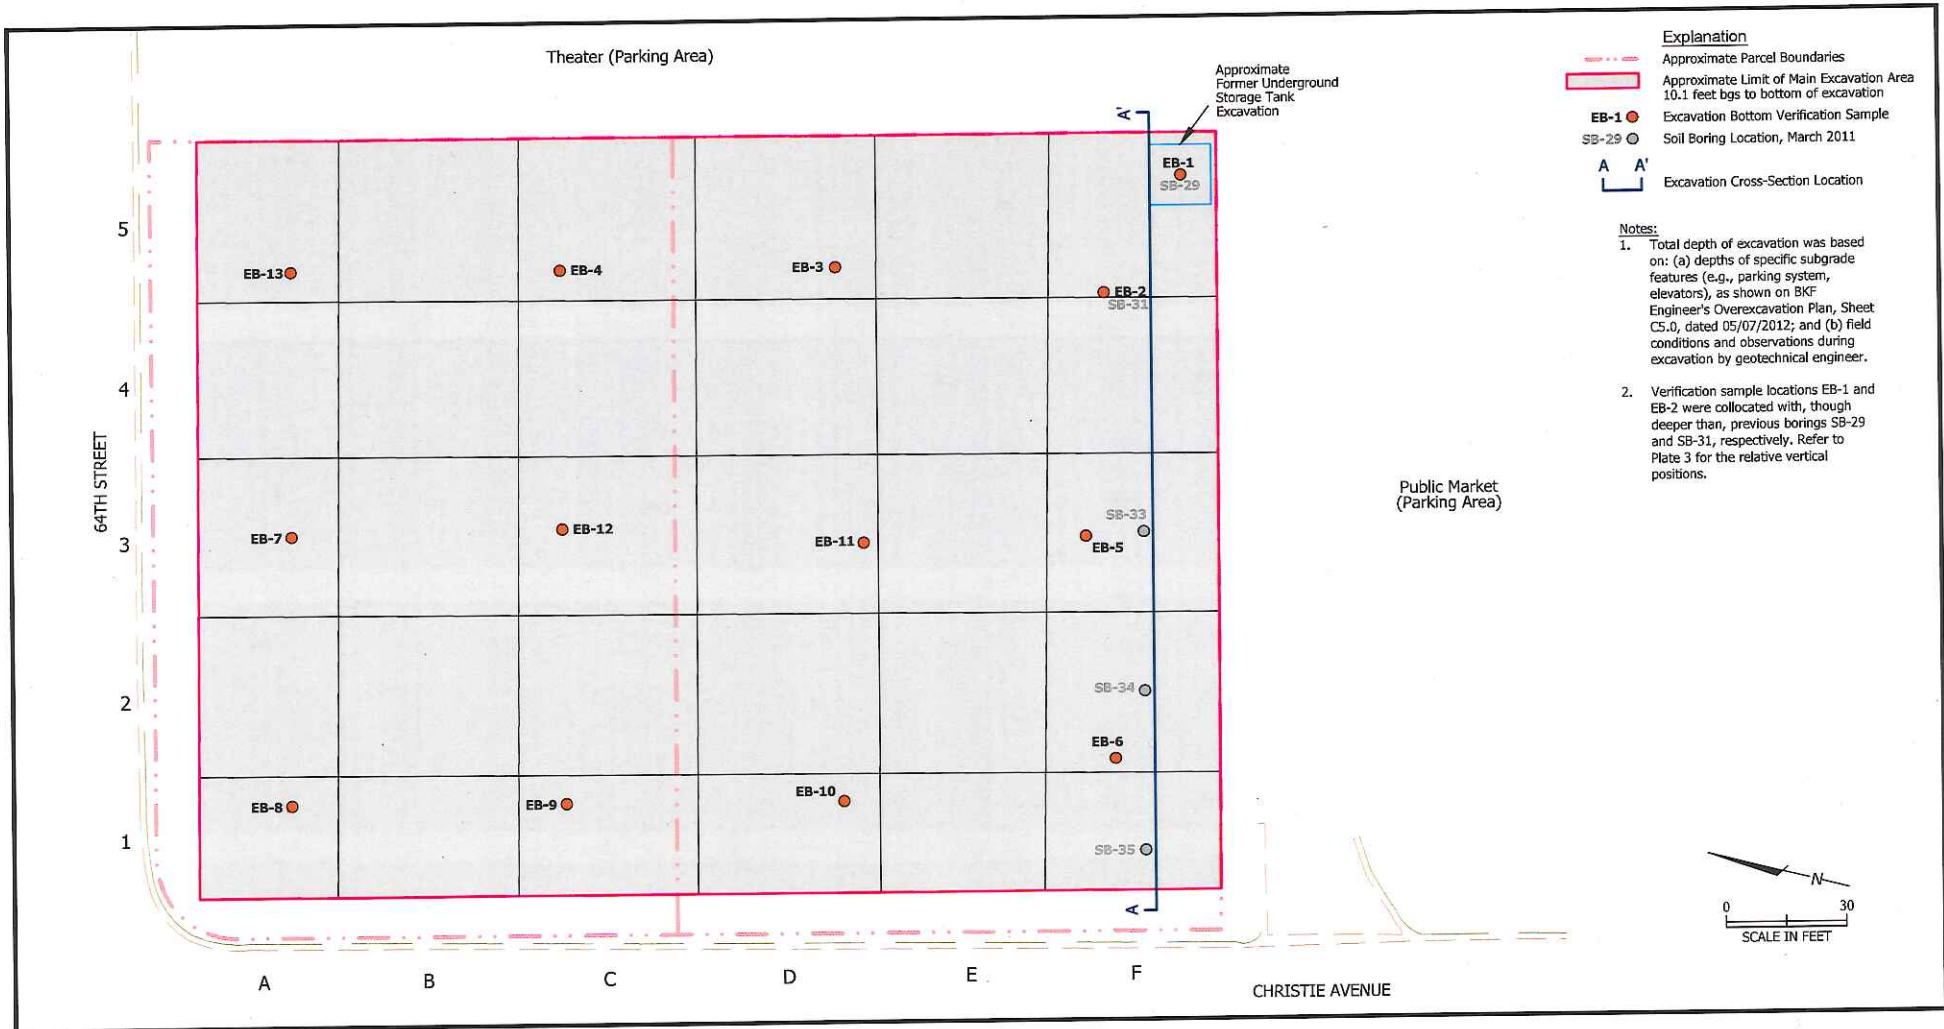 Theater (Parking Area)
Approximate
Former Underground
Storage Tank
Excavation
Explanation
Approximate Parcel Boundaries
Approximate Limit of Main Excavation Area
10.1 feet bgs to bottom of excavation
EB-1 Excavation Bottom Verification Sample
SB-29 Soil Boring Location, March 2011
A A'
Excavation Cross-Section Location
Notes:
1. Total depth of excavation was based
on: (a) depths of specific subgrade
features (e.g., parking system,
elevators), as shown on BKF
Engineer's Overexcavation Plan, Sheet
C5.0, dated 05/07/2012; and (b) field
conditions and observations during
excavation by geotechnical engineer.
2. Verification sample locations EB-1 and
EB-2 were collocated with, though
deeper than, previous borings SB-29
and SB-31, respectively. Refer to
Plate 3 for the relative vertical
positions.
A'
EB-1
SB-29
5
EB-13
EB-4
EB-3
EB-2
SB-31
4
64TH STREET
Public Market
(Parking Area)
3
EB-7
EB-12
EB-11
SB-33
EB-5
2
SB-34
EB-6
1
EB-8
EB-9
EB-10
SB-35
A
N
0 30
SCALE IN FEET
A B C D E F
CHRISTIE AVENUE